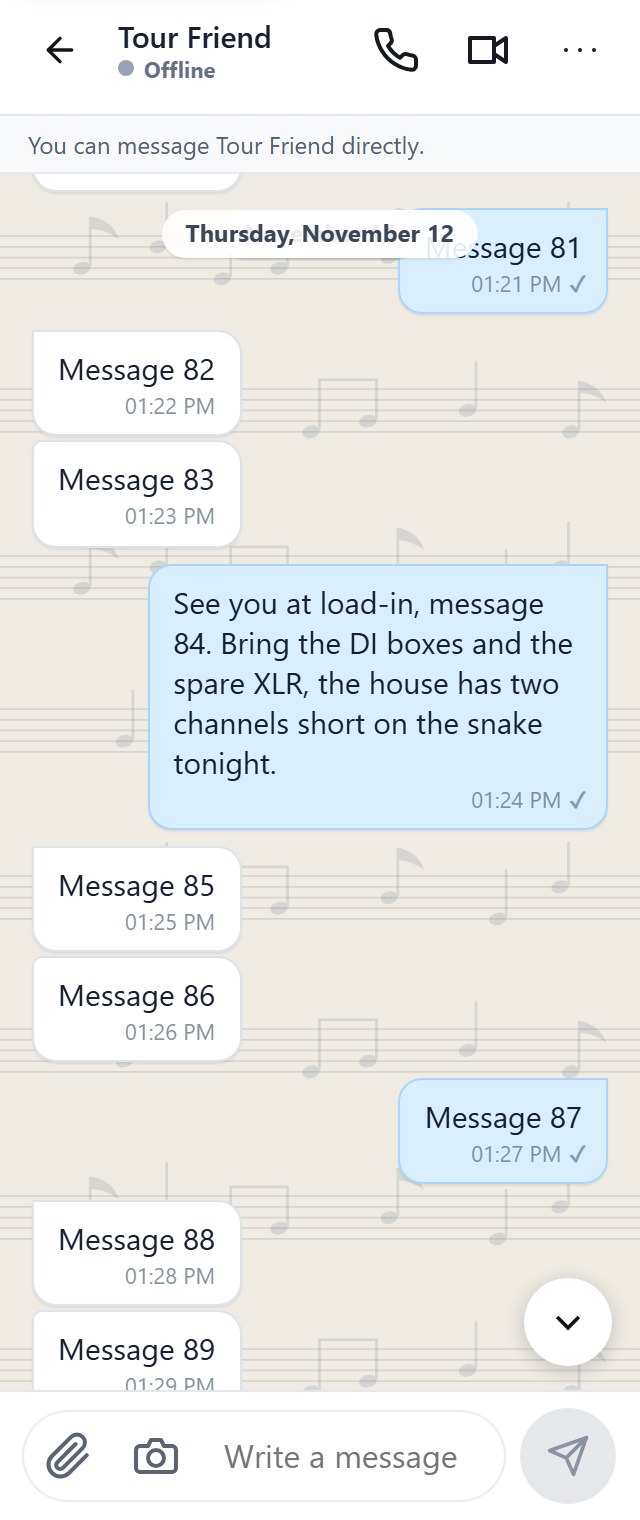 Tour Friend
Offline
You can message Tour Friend directly.
Thursday, November 12
Message 81
01:21 PM
Message 82
01:22 PM
Message 83
01:23 PM
See you at load-in, message
84. Bring the DI boxes and the
spare XLR, the house has two
channels short on the snake
tonight.
01:24 PM
Message 85
01:25 PM
Message 86
01:26 PM
Message 87
01:27 PM
Message 88
01:28 PM
Message 89
01:29 PM
Write a message